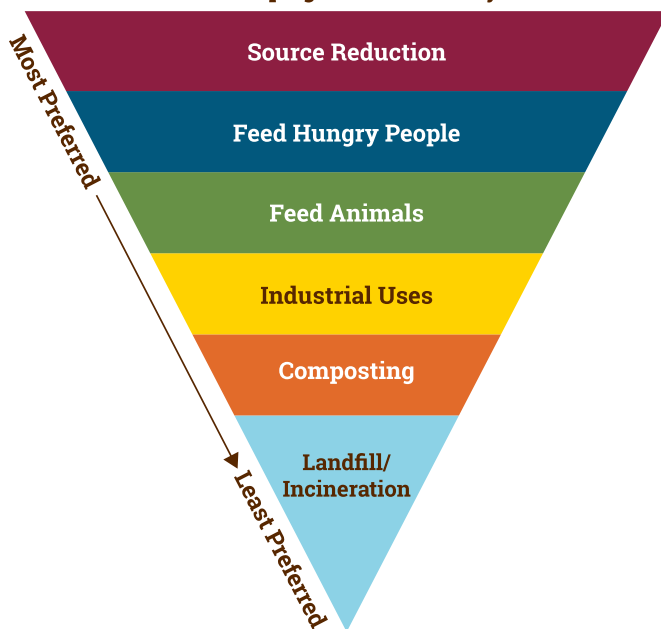 Source Reduction
Feed Hungry People
Feed Animals
Industrial Uses
Composting
Landfill/
Incineration
Most Preferred
Least Preferred